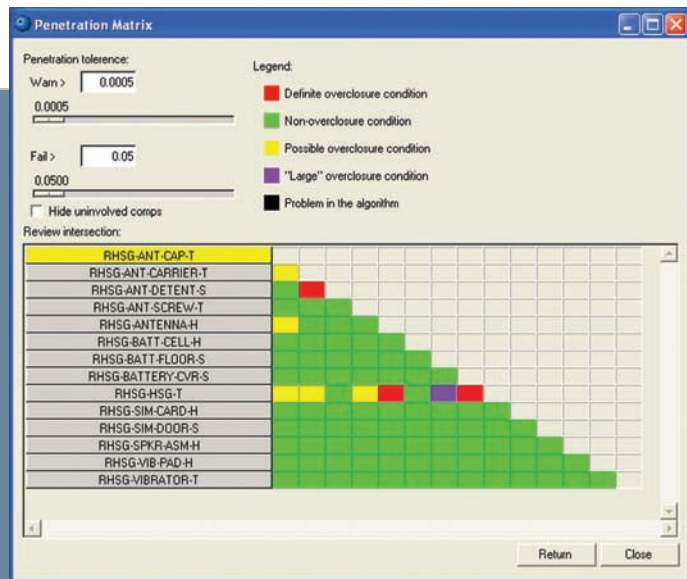 Penetration Matrix
Penetration tolerence:
Warn > 0.0005
0.0005
Fail > 0.05
0.0500
Hide uninvolved comps
Legend:
Definite overclosure condition
Non-overclosure condition
Possible overclosure condition
"Large" overclosure condition
Problem in the algorithm
Review intersection:
RHSG-ANT-CAP-T
RHSG-ANT-CARRIER-T
RHSG-ANT-DETENT-S
RHSG-ANT-SCREW-T
RHSG-ANTENNA-H
RHSG-BATT-CELL-H
RHSG-BATT-FLOOR-S
RHSG-BATTERY-CVR-S
RHSG-HSG-T
RHSG-SIM-CARD-H
RHSG-SIM-DOOR-S
RHSG-SPKR-ASM-H
RHSG-VIB-PAD-H
RHSG-VIBRATOR-T
Return Close